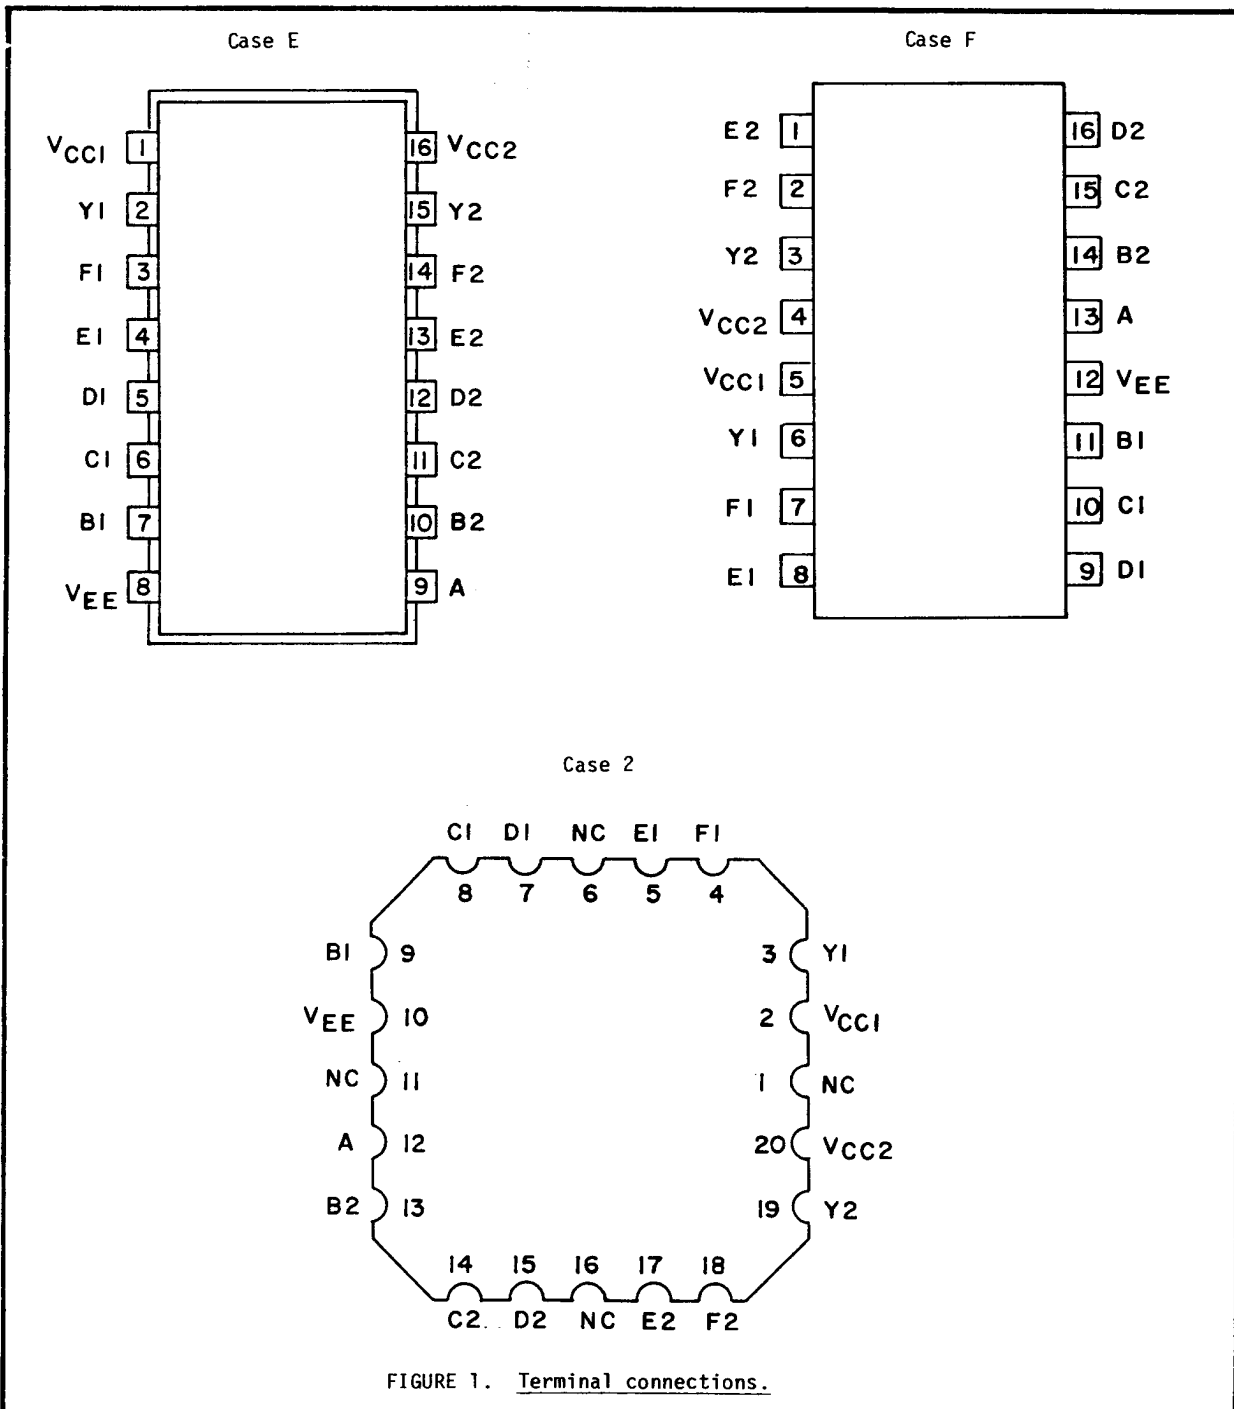 Case E
VCC1 1 16 VCC2
Y1 2 15 Y2
F1 3 14 F2
E1 4 13 E2
D1 5 12 D2
C1 6 11 C2
B1 7 10 B2
VEE 8 9 A
Case F
E2 1 16 D2
F2 2 15 C2
Y2 3 14 B2
VCC2 4 13 A
VCC1 5 12 VEE
Y1 6 11 B1
F1 7 10 C1
E1 8 9 D1
Case 2
C1 D1 NC E1 F1
8 7 6 5 4
B1 9 3 Y1
VEE 10 2 VCC1
NC 11 1 NC
A 12 20 VCC2
B2 13 19 Y2
14 15 16 17 18
C2 D2 NC E2 F2
FIGURE 1. Terminal connections.